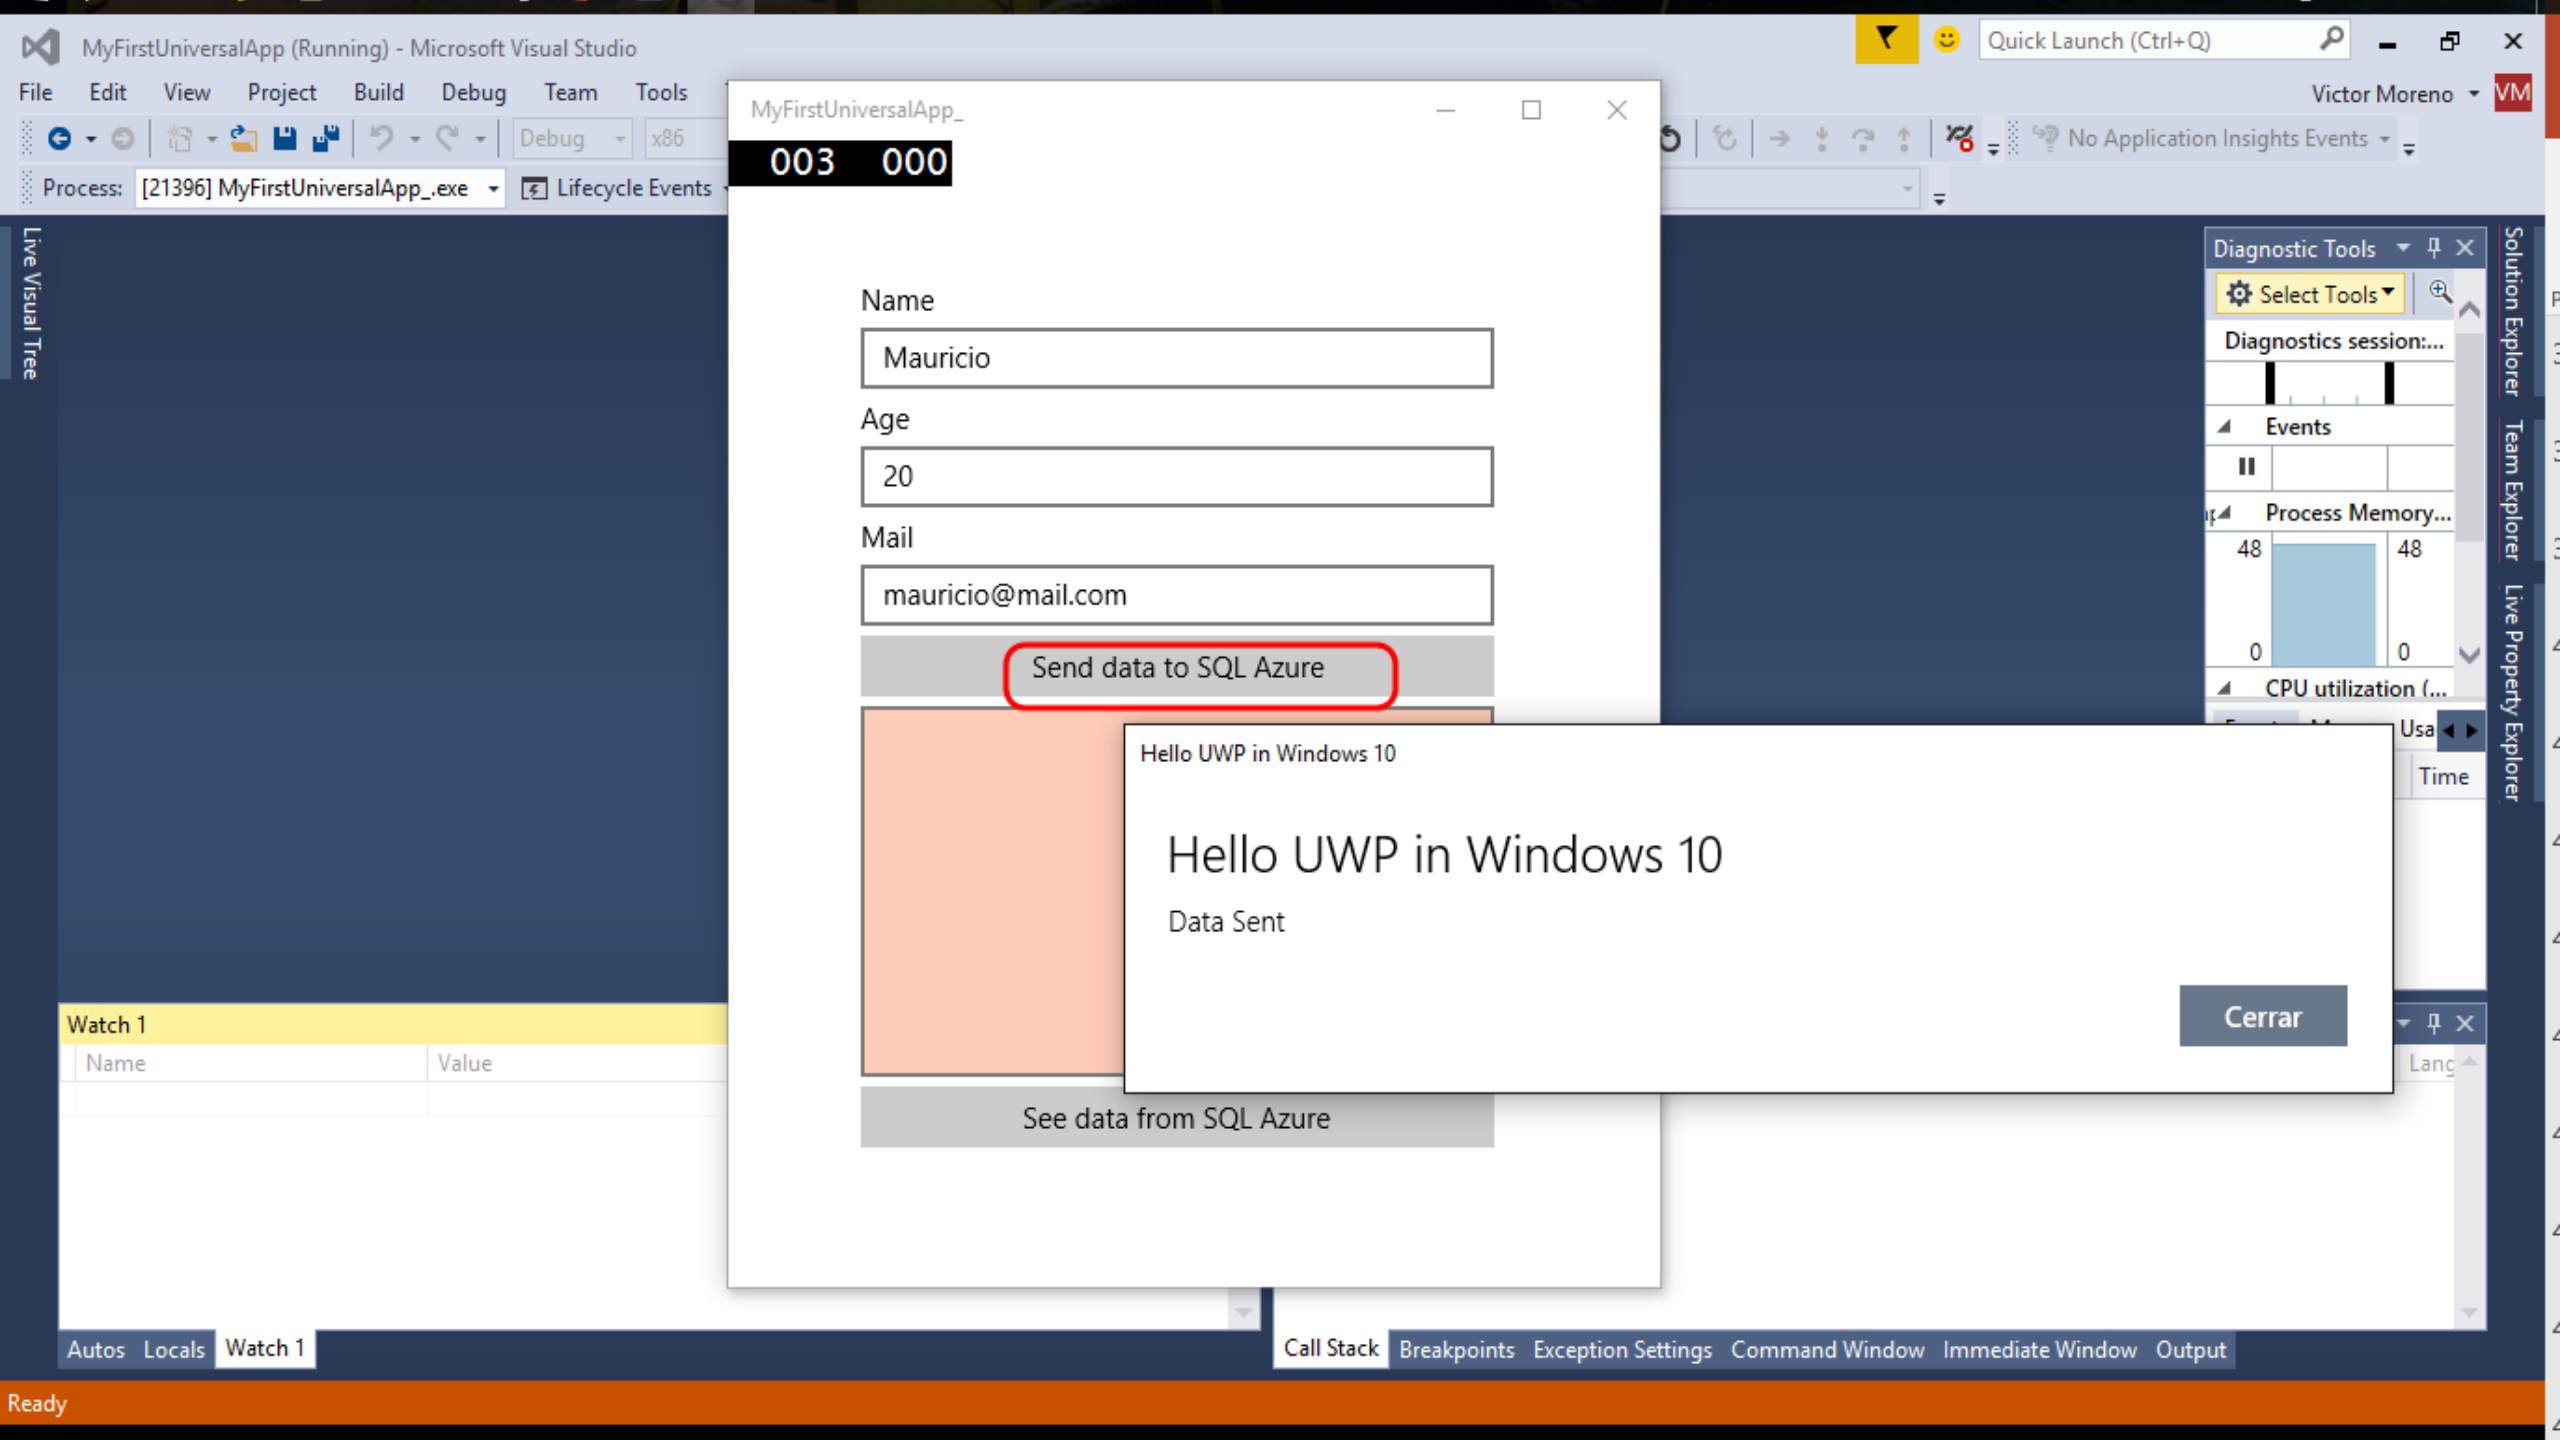 MyFirstUniversalApp (Running) - Microsoft Visual Studio
Quick Launch (Ctrl+Q)
File Edit View Project Build Debug Team Tools
Victor Moreno VM
Debug x86
No Application Insights Events
Process: [21396] MyFirstUniversalApp_.exe Lifecycle Events
MyFirstUniversalApp_
003 000
Name
Mauricio
Age
20
Mail
mauricio@mail.com
Send data to SQL Azure
See data from SQL Azure
Hello UWP in Windows 10
Hello UWP in Windows 10
Data Sent
Cerrar
Live Visual Tree
Diagnostic Tools
Select Tools
Diagnostics session:...
Events
Process Memory...
48 48
0 0
CPU utilization (...
Usa
Time
Solution Explorer
Team Explorer
Live Property Explorer
Watch 1
Name Value
Lang
Autos Locals Watch 1
Call Stack Breakpoints Exception Settings Command Window Immediate Window Output
Ready